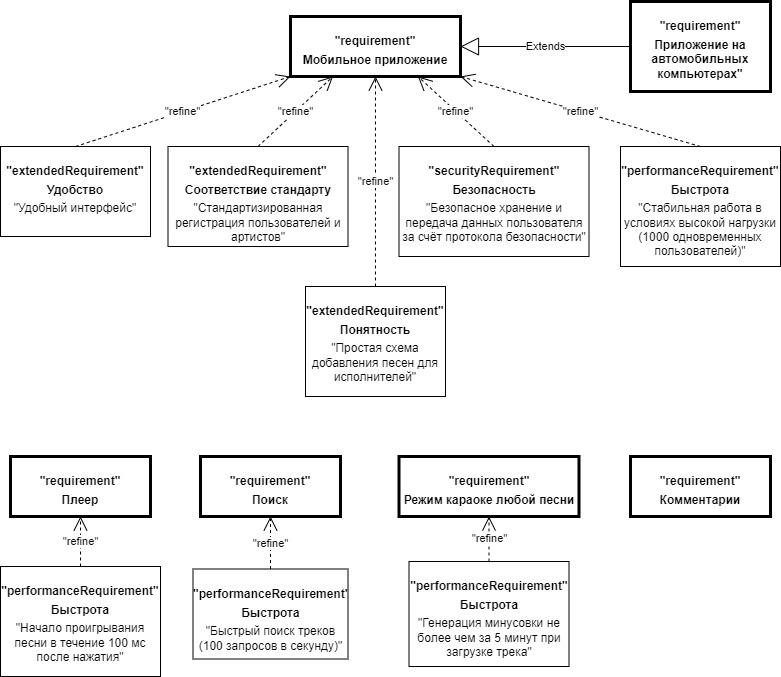 "requirement"
Мобильное приложение
Extends
"requirement"
Приложение на
автомобильных
компьютерах"
"refine"
"refine"
"refine"
"refine"
"refine"
"extendedRequirement"
Удобство
"Удобный интерфейс"
"extendedRequirement"
Соответствие стандарту
"Стандартизированная
регистрация пользователей и
артистов"
"securityRequirement"
Безопасность
"Безопасное хранение и
передача данных пользователя
за счёт протокола безопасности"
"performanceRequirement"
Быстрота
"Стабильная работа в
условиях высокой нагрузки
(1000 одновременных
пользователей)"
"extendedRequirement"
Понятность
"Простая схема
добавления песен для
исполнителей"
"requirement"
Плеер
"requirement"
Поиск
"requirement"
Режим караоке любой песни
"requirement"
Комментарии
"refine"
"refine"
"refine"
"performanceRequirement"
Быстрота
"Начало проигрывания
песни в течение 100 мс
после нажатия"
"performanceRequirement"
Быстрота
"Быстрый поиск треков
(100 запросов в секунду)"
"performanceRequirement"
Быстрота
"Генерация минусовки не
более чем за 5 минут при
загрузке трека"